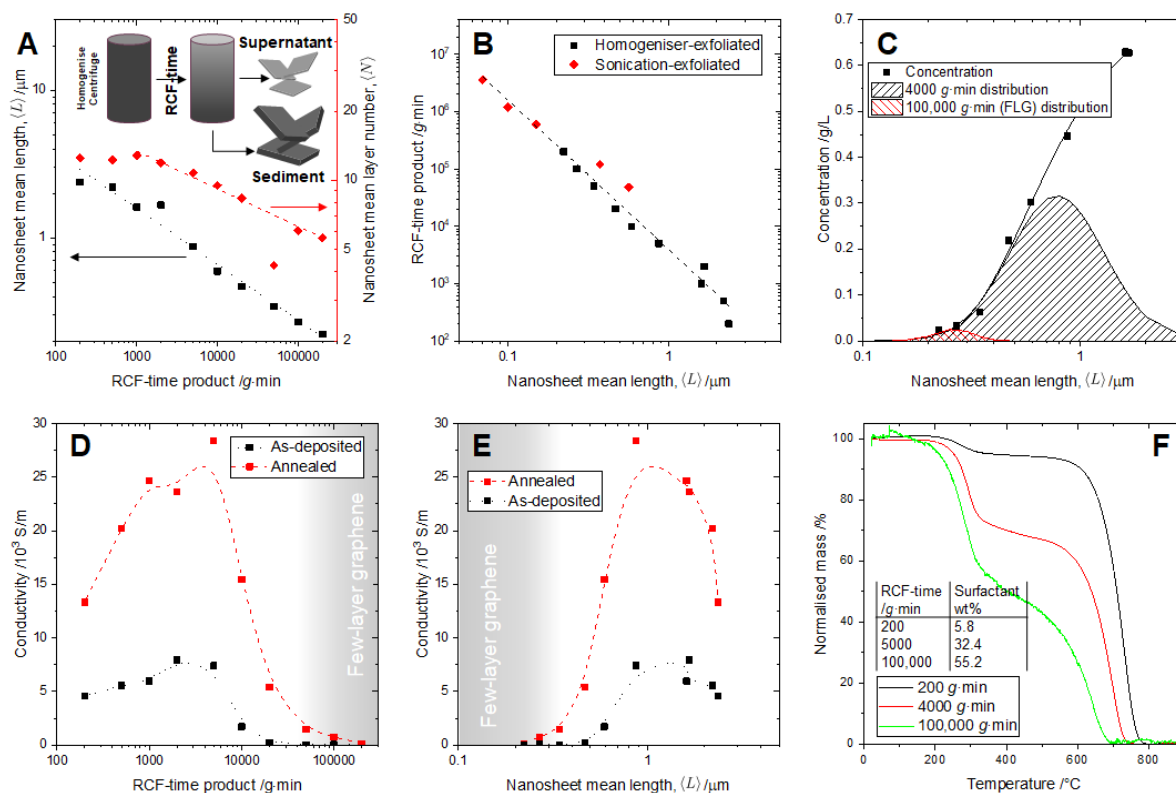 A
Homogenise
Centrifuge
RCF-time
Supernatant
Sediment
10
1
50
20
10
5
2
100
1000
10000
100000
Nanosheet mean length, ⟨L⟩ /μm
Nanosheet mean layer number, ⟨N⟩
RCF-time product /g·min
B
Homogeniser-exfoliated
Sonication-exfoliated
10⁷
10⁶
10⁵
10⁴
10³
10²
0.1
1
RCF-time product /g·min
Nanosheet mean length, ⟨L⟩ /μm
C
Concentration
4000 g·min distribution
100,000 g·min (FLG) distribution
0.7
0.6
0.5
0.4
0.3
0.2
0.1
0.0
0.1
1
Concentration /g/L
Nanosheet mean length, ⟨L⟩ /μm
D
As-deposited
Annealed
Few-layer graphene
30
25
20
15
10
5
0
100
1000
10000
100000
Conductivity /10³ S/m
RCF-time product /g·min
E
Annealed
As-deposited
Few-layer graphene
30
25
20
15
10
5
0
0.1
1
Conductivity /10³ S/m
Nanosheet mean length, ⟨L⟩ /μm
F
100
80
60
40
20
0
RCF-time Surfactant
/g·min wt%
200 5.8
5000 32.4
100,000 55.2
200 g·min
4000 g·min
100,000 g·min
0
200
400
600
800
Normalised mass /%
Temperature /°C